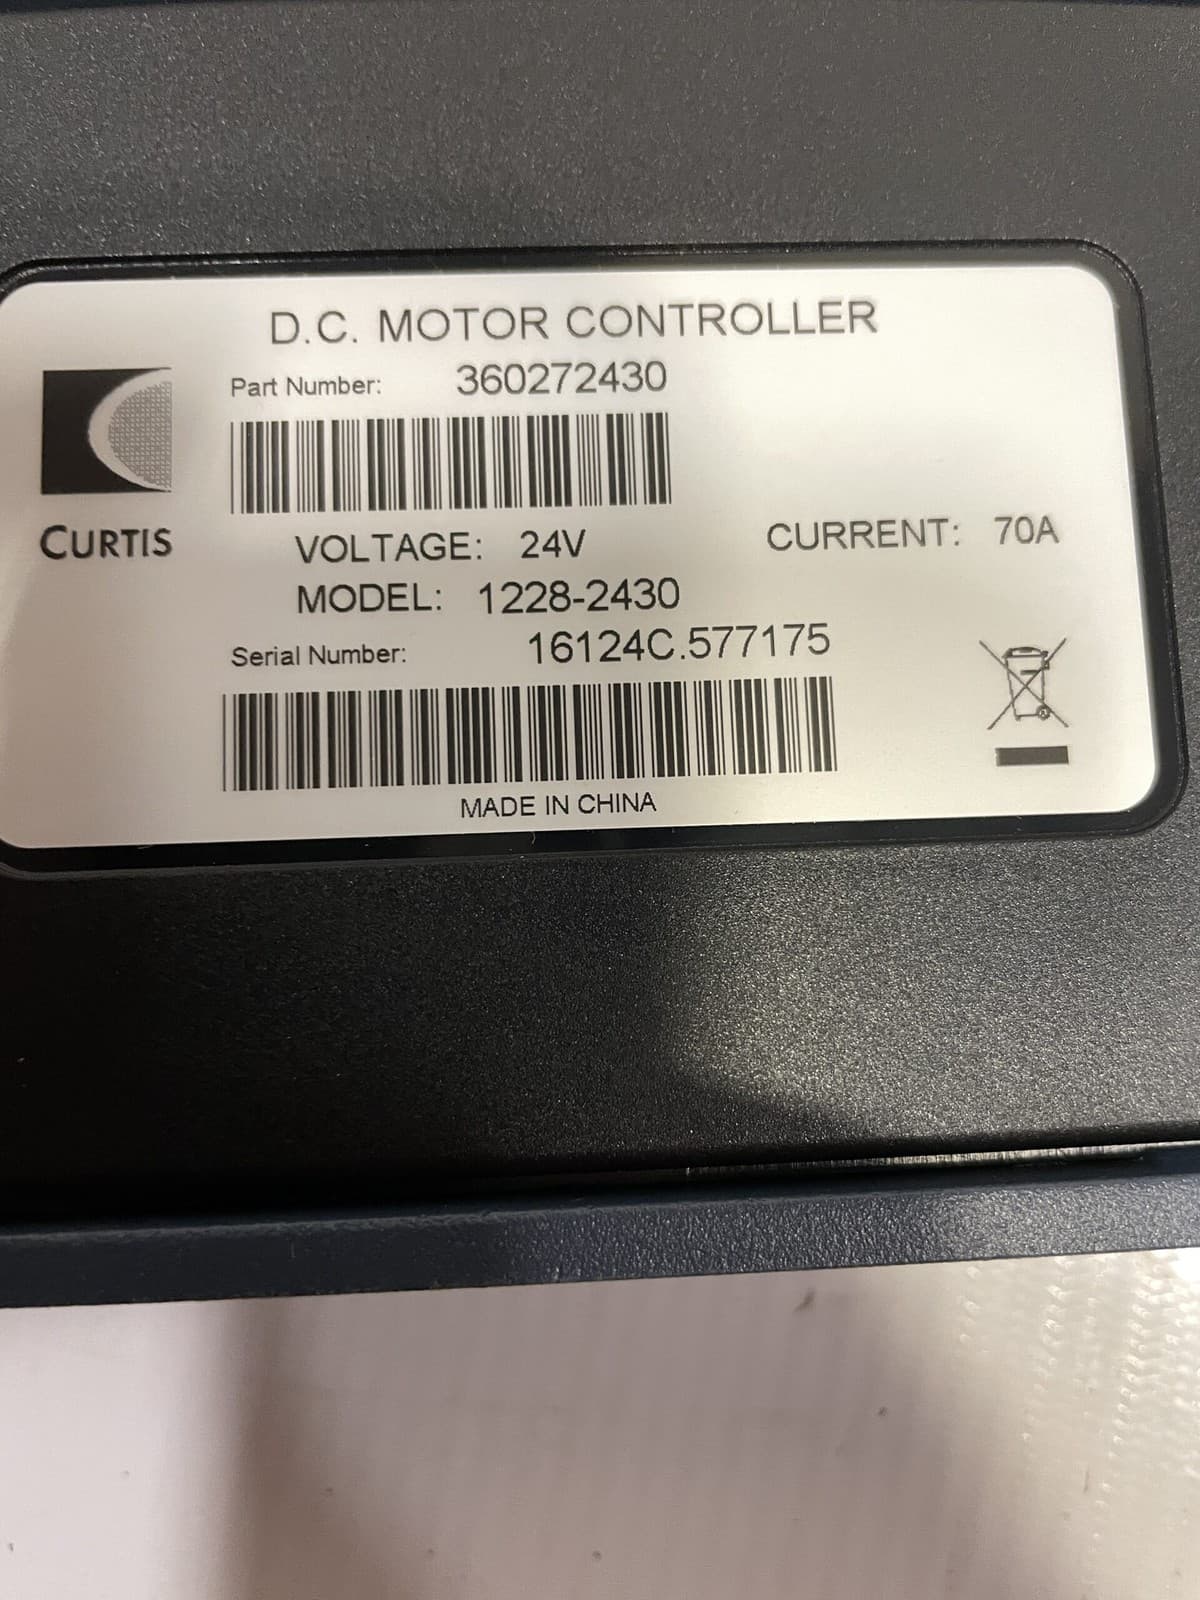 D.C. MOTOR CONTROLLER
Part Number: 360272430
CURTIS
VOLTAGE: 24V CURRENT: 70A
MODEL: 1228-2430
Serial Number: 16124C.577175
MADE IN CHINA